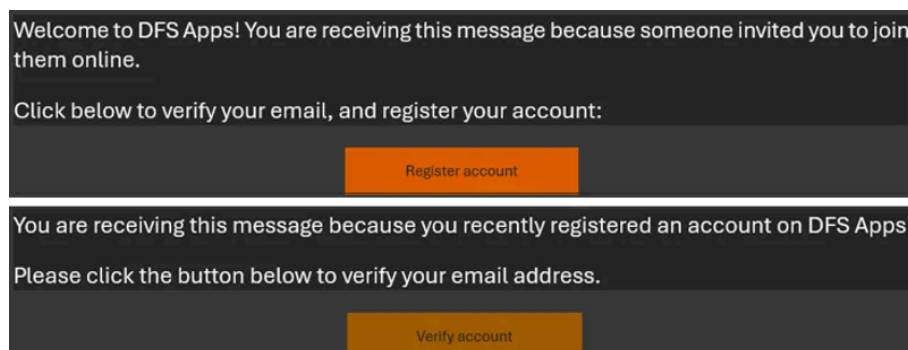 Welcome to DFS Apps! You are receiving this message because someone invited you to join
them online.
Click below to verify your email, and register your account:
Register account
You are receiving this message because you recently registered an account on DFS Apps
Please click the button below to verify your email address.
Verify account